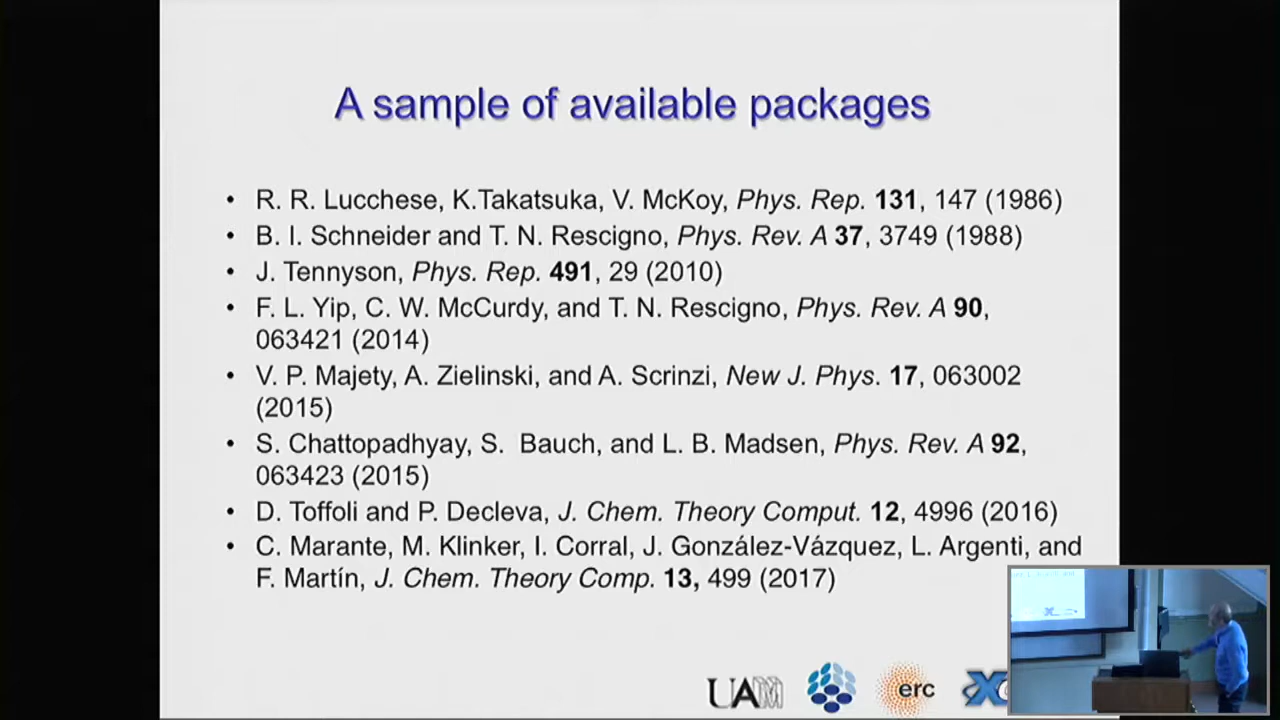 A sample of available packages
• R. R. Lucchese, K.Takatsuka, V. McKoy, Phys. Rep. 131, 147 (1986)
• B. I. Schneider and T. N. Rescigno, Phys. Rev. A 37, 3749 (1988)
• J. Tennyson, Phys. Rep. 491, 29 (2010)
• F. L. Yip, C. W. McCurdy, and T. N. Rescigno, Phys. Rev. A 90,
063421 (2014)
• V. P. Majety, A. Zielinski, and A. Scrinzi, New J. Phys. 17, 063002
(2015)
• S. Chattopadhyay, S. Bauch, and L. B. Madsen, Phys. Rev. A 92,
063423 (2015)
• D. Toffoli and P. Decleva, J. Chem. Theory Comput. 12, 4996 (2016)
• C. Marante, M. Klinker, I. Corral, J. González-Vázquez, L. Argenti, and
F. Martín, J. Chem. Theory Comp. 13, 499 (2017)
UAM erc